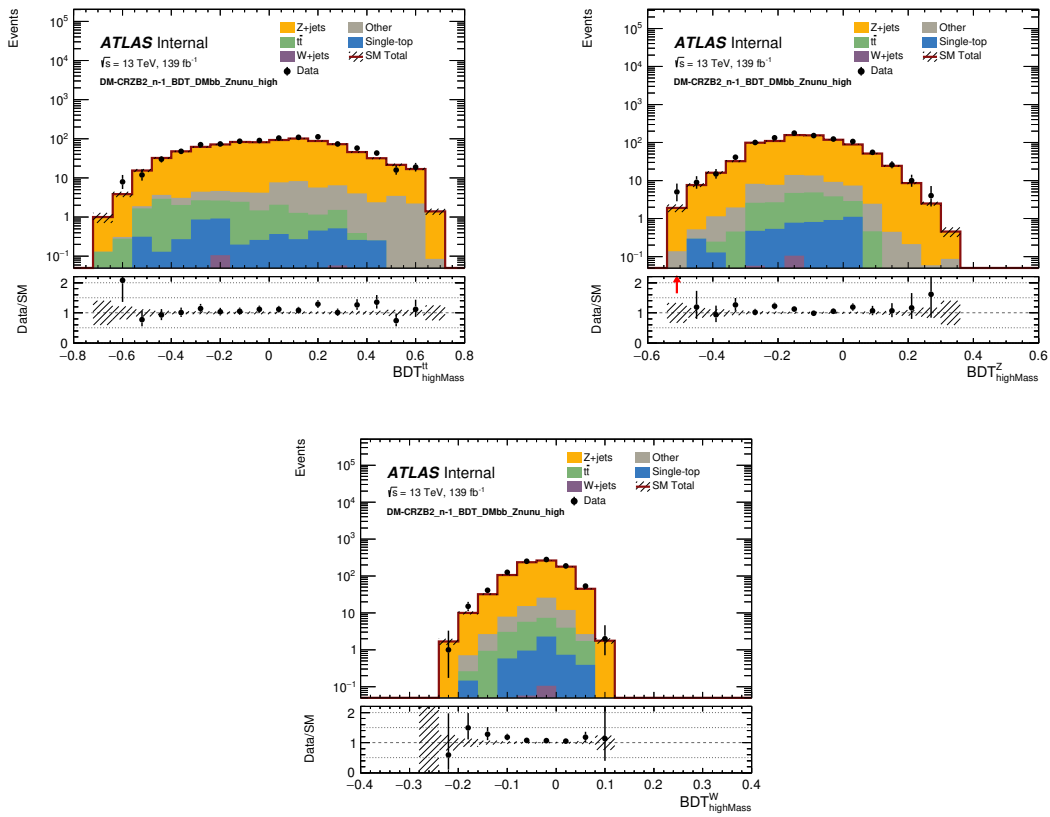 Events
10⁵
10⁴
10³
10²
10
1
10⁻¹
ATLAS Internal
√s = 13 TeV, 139 fb⁻¹
DM-CRZB2_n-1_BDT_DMbb_Znunu_high
Z+jets Other
tt̄ Single-top
W+jets SM Total
Data
Data/SM
2
1
0
−0.8 −0.6 −0.4 −0.2 0 0.2 0.4 0.6 0.8
BDT^tt_highMass
Events
10⁵
10⁴
10³
10²
10
1
10⁻¹
ATLAS Internal
√s = 13 TeV, 139 fb⁻¹
DM-CRZB2_n-1_BDT_DMbb_Znunu_high
Z+jets Other
tt̄ Single-top
W+jets SM Total
Data
Data/SM
2
1
0
−0.6 −0.4 −0.2 0 0.2 0.4 0.6
BDT^Z_highMass
Events
10⁵
10⁴
10³
10²
10
1
10⁻¹
ATLAS Internal
√s = 13 TeV, 139 fb⁻¹
DM-CRZB2_n-1_BDT_DMbb_Znunu_high
Z+jets Other
tt̄ Single-top
W+jets SM Total
Data
Data/SM
2
1
0
−0.4 −0.3 −0.2 −0.1 0 0.1 0.2 0.3 0.4
BDT^W_highMass